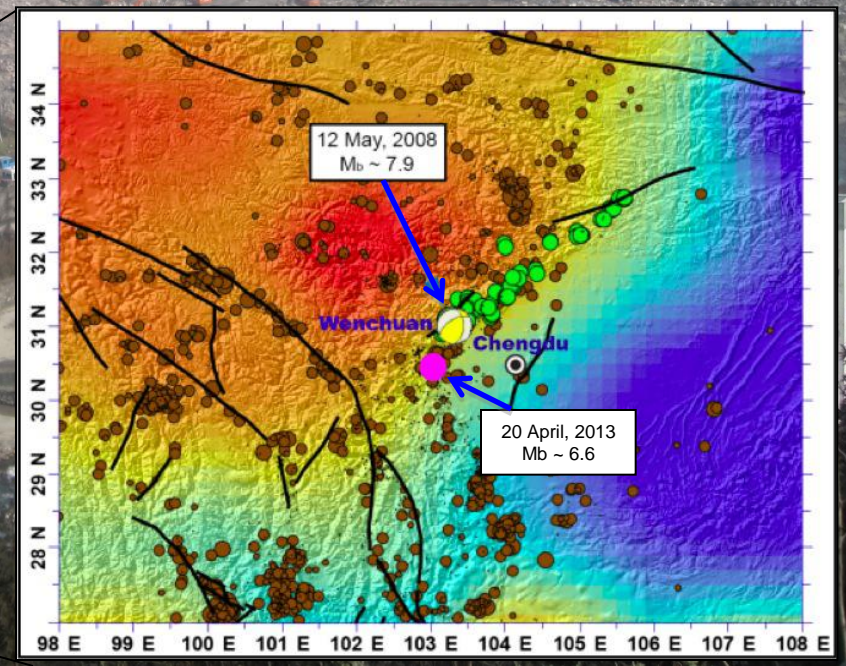 34 N
33 N
32 N
31 N
30 N
29 N
28 N
12 May, 2008
Mb ~ 7.9
Wenchuan
Chengdu
20 April, 2013
Mb ~ 6.6
98 E 99 E 100 E 101 E 102 E 103 E 104 E 105 E 106 E 107 E 108 E